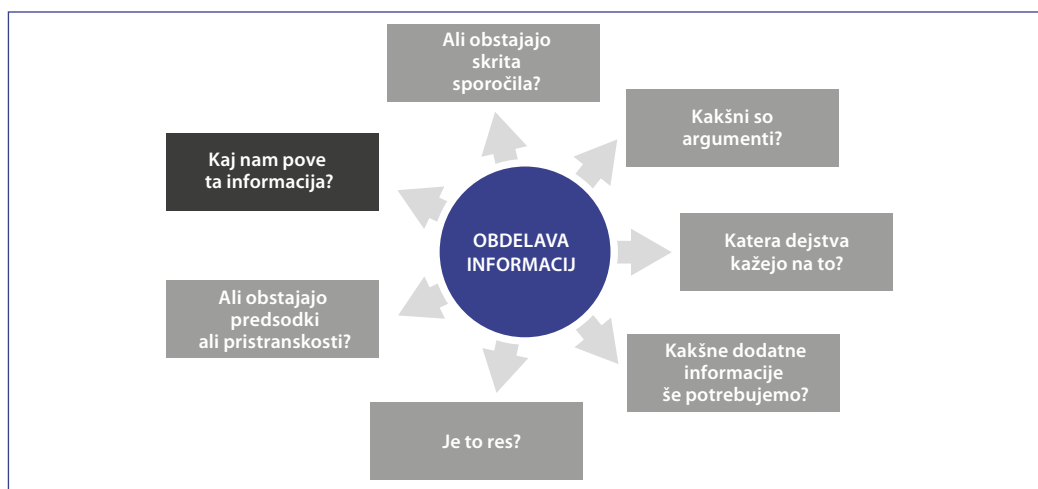 Ali obstajajo
skrita
sporočila?
Kakšni so
argumenti?
Kaj nam pove
ta informacija?
OBDELAVA
INFORMACIJ
Katera dejstva
kažejo na to?
Ali obstajajo
predsodki
ali pristranskosti?
Kakšne dodatne
informacije
še potrebujemo?
Je to res?